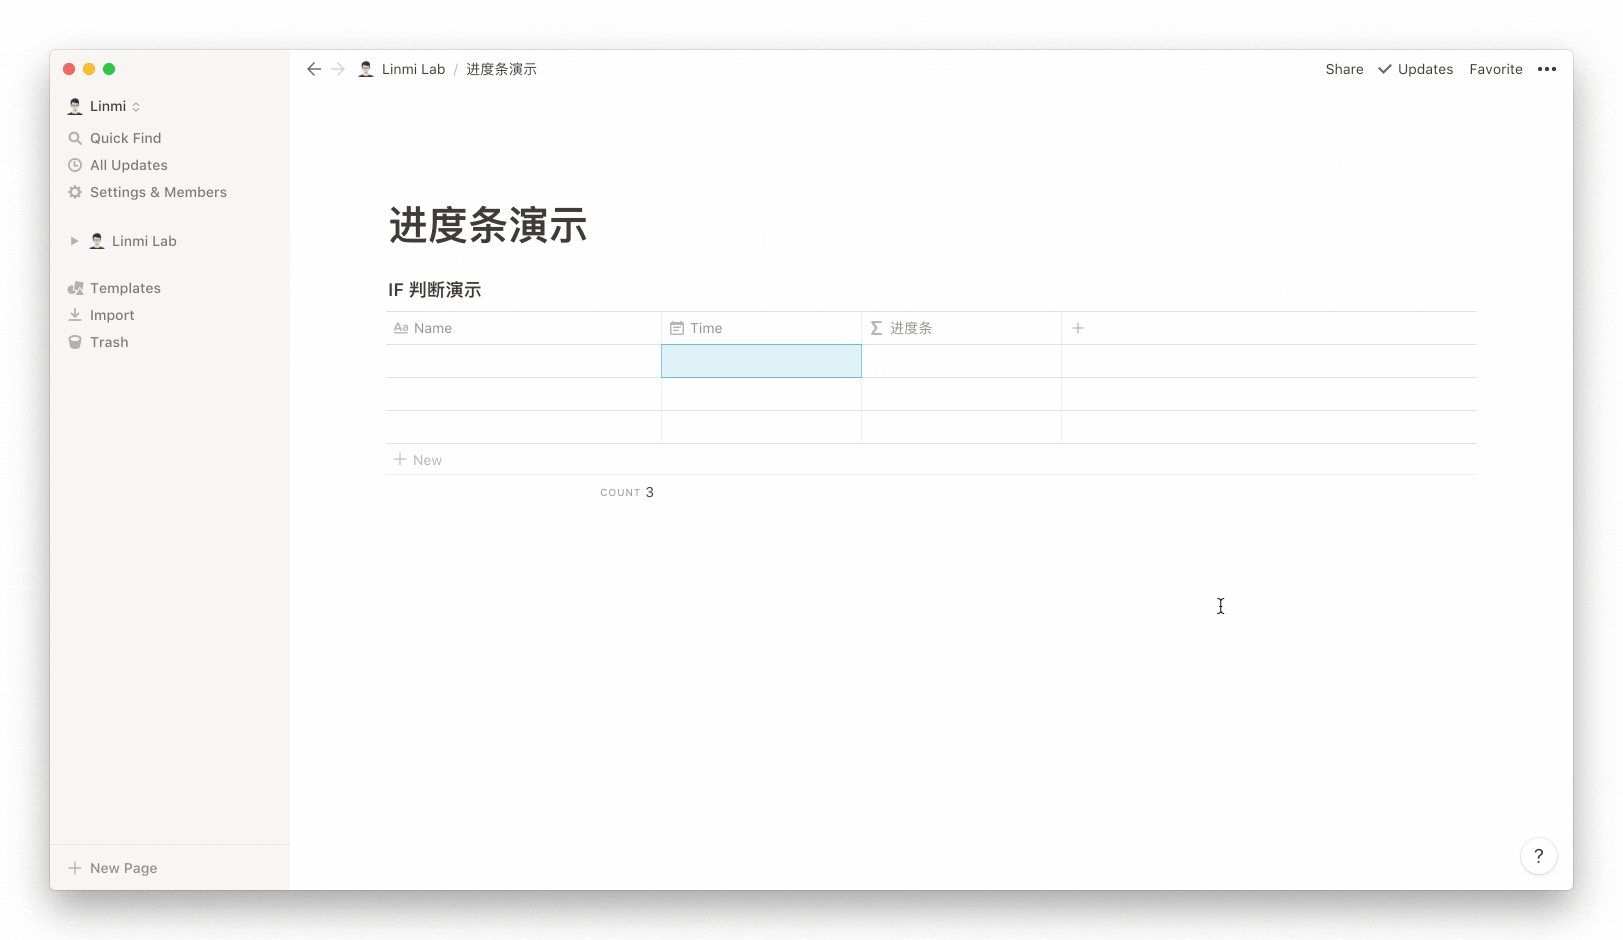 Linmi
Quick Find
All Updates
Settings & Members
Linmi Lab
Templates
Import
Trash
New Page
Linmi Lab / 进度条演示
Share Updates Favorite •••
进度条演示
IF 判断演示
Aa Name Time Σ 进度条 +
+ New
COUNT 3
?